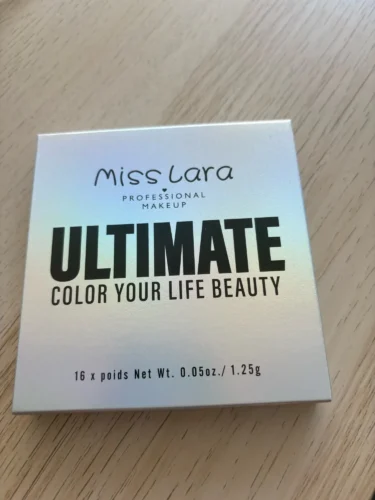 Miss Lara
PROFESSIONAL
MAKEUP
ULTIMATE
COLOR YOUR LIFE BEAUTY
16 x poids Net Wt. 0.05oz./ 1.25g